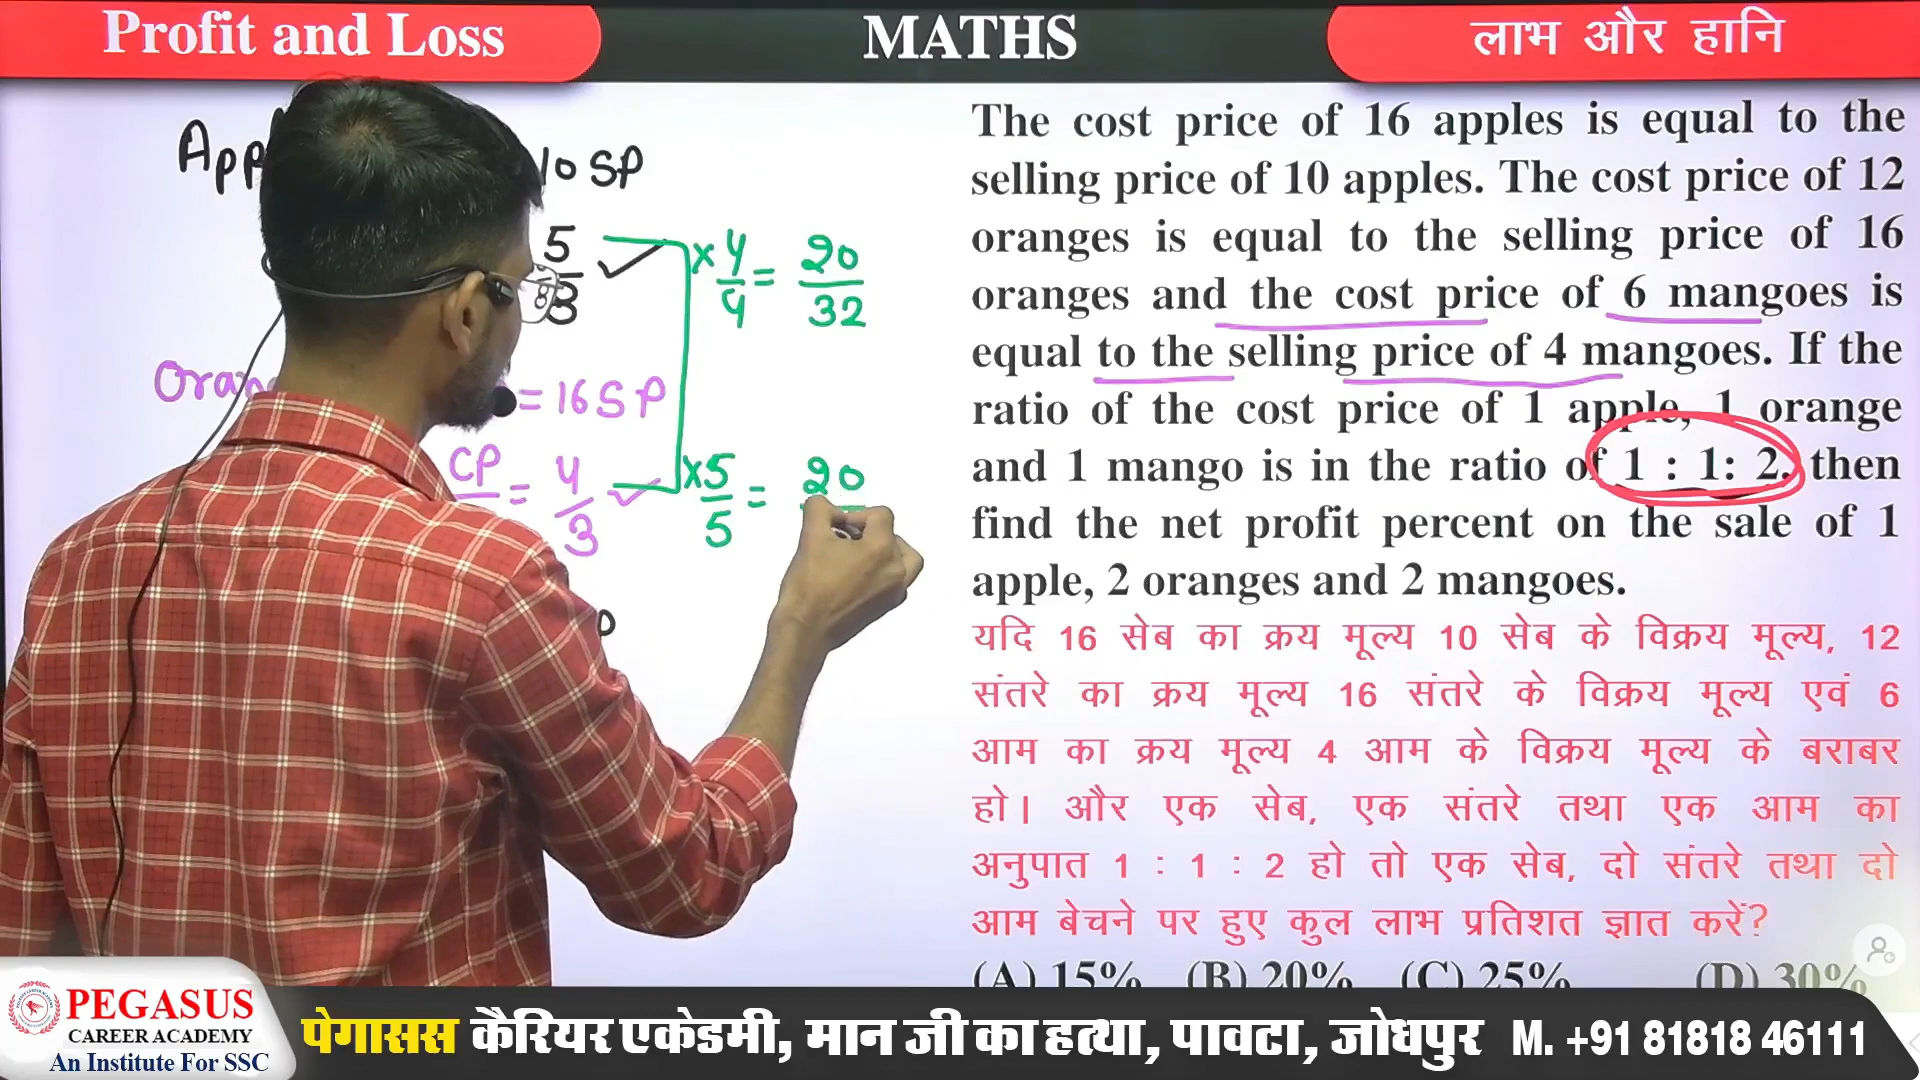 Profit and Loss
MATHS
लाभ और हानि
App
10 SP
5
8
× 4/4 = 20/32
= 16 SP
CP
= 4/3
× 5/5 = 20
The cost price of 16 apples is equal to the
selling price of 10 apples. The cost price of 12
oranges is equal to the selling price of 16
oranges and the cost price of 6 mangoes is
equal to the selling price of 4 mangoes. If the
ratio of the cost price of 1 apple, 1 orange
and 1 mango is in the ratio of 1 : 1: 2. then
find the net profit percent on the sale of 1
apple, 2 oranges and 2 mangoes.
यदि 16 सेब का क्रय मूल्य 10 सेब के विक्रय मूल्य, 12
संतरे का क्रय मूल्य 16 संतरे के विक्रय मूल्य एवं 6
आम का क्रय मूल्य 4 आम के विक्रय मूल्य के बराबर
हो। और एक सेब, एक संतरे तथा एक आम का
अनुपात 1 : 1 : 2 हो तो एक सेब, दो संतरे तथा दो
आम बेचने पर हुए कुल लाभ प्रतिशत ज्ञात करें?
(A) 15% (B) 20% (C) 25% (D) 30%
PEGASUS
CAREER ACADEMY
An Institute For SSC
पेगासस कैरियर एकेडमी, मान जी का हत्था, पावटा, जोधपुर M. +91 81818 46111